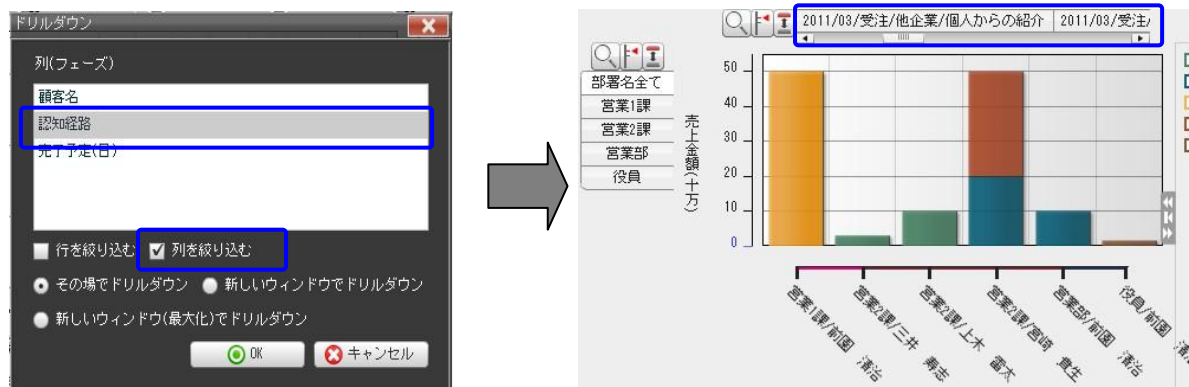 ドリルダウン
列(フェーズ)
顧客名
認知経路
完了予定(日)
行を絞り込む 列を絞り込む
その場でドリルダウン 新しいウィンドウでドリルダウン
新しいウィンドウ(最大化)でドリルダウン
OK キャンセル
2011/03/受注/他企業/個人からの紹介 2011/03/受注/
部署名全て
営業1課
営業2課
営業部
役員
売上金額(十万)
50
40
30
20
10
0
営業1課/前園 清治
営業2課/三井 寿志
営業2課/上木 雷太
営業2課/宮崎 貴生
営業部/前園 清治
役員/前園 清